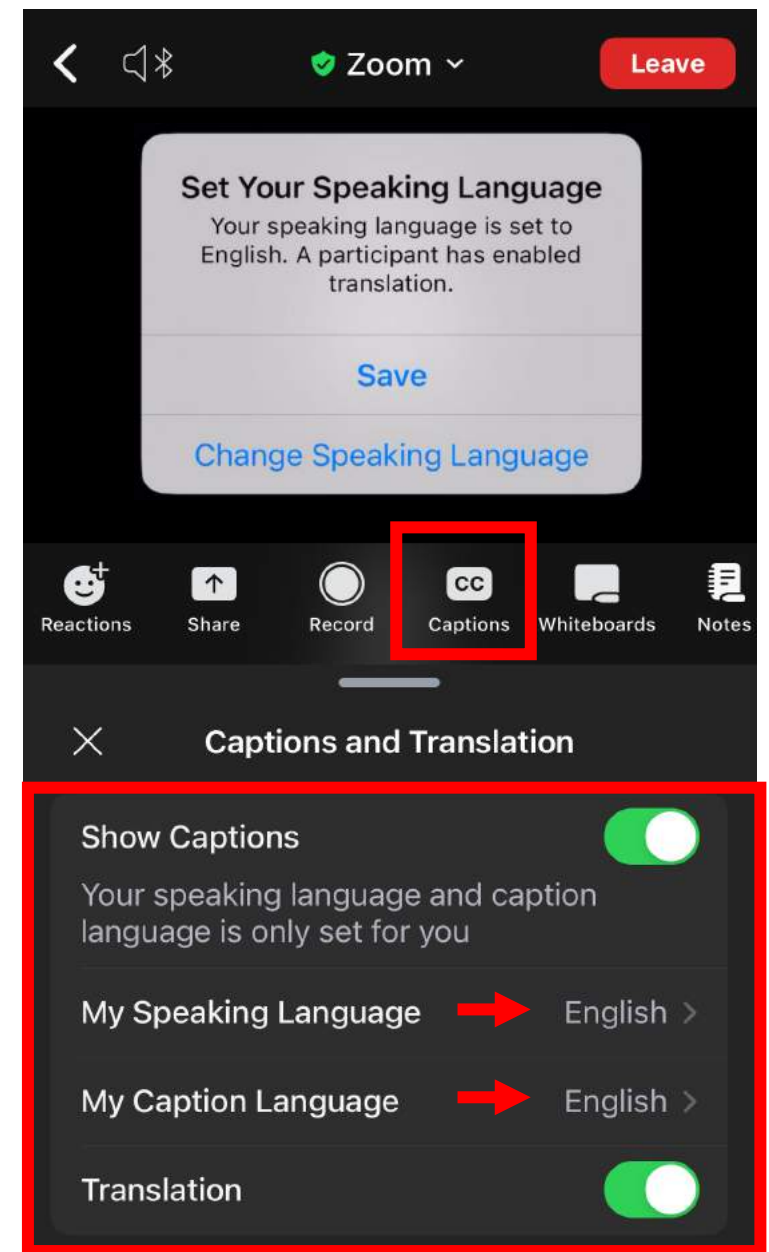 Zoom
Leave
Set Your Speaking Language
Your speaking language is set to
English. A participant has enabled
translation.
Save
Change Speaking Language
CC
Reactions
Share
Record
Captions
Whiteboards
Notes
Captions and Translation
Show Captions
Your speaking language and caption
language is only set for you
My Speaking Language English
My Caption Language English
Translation